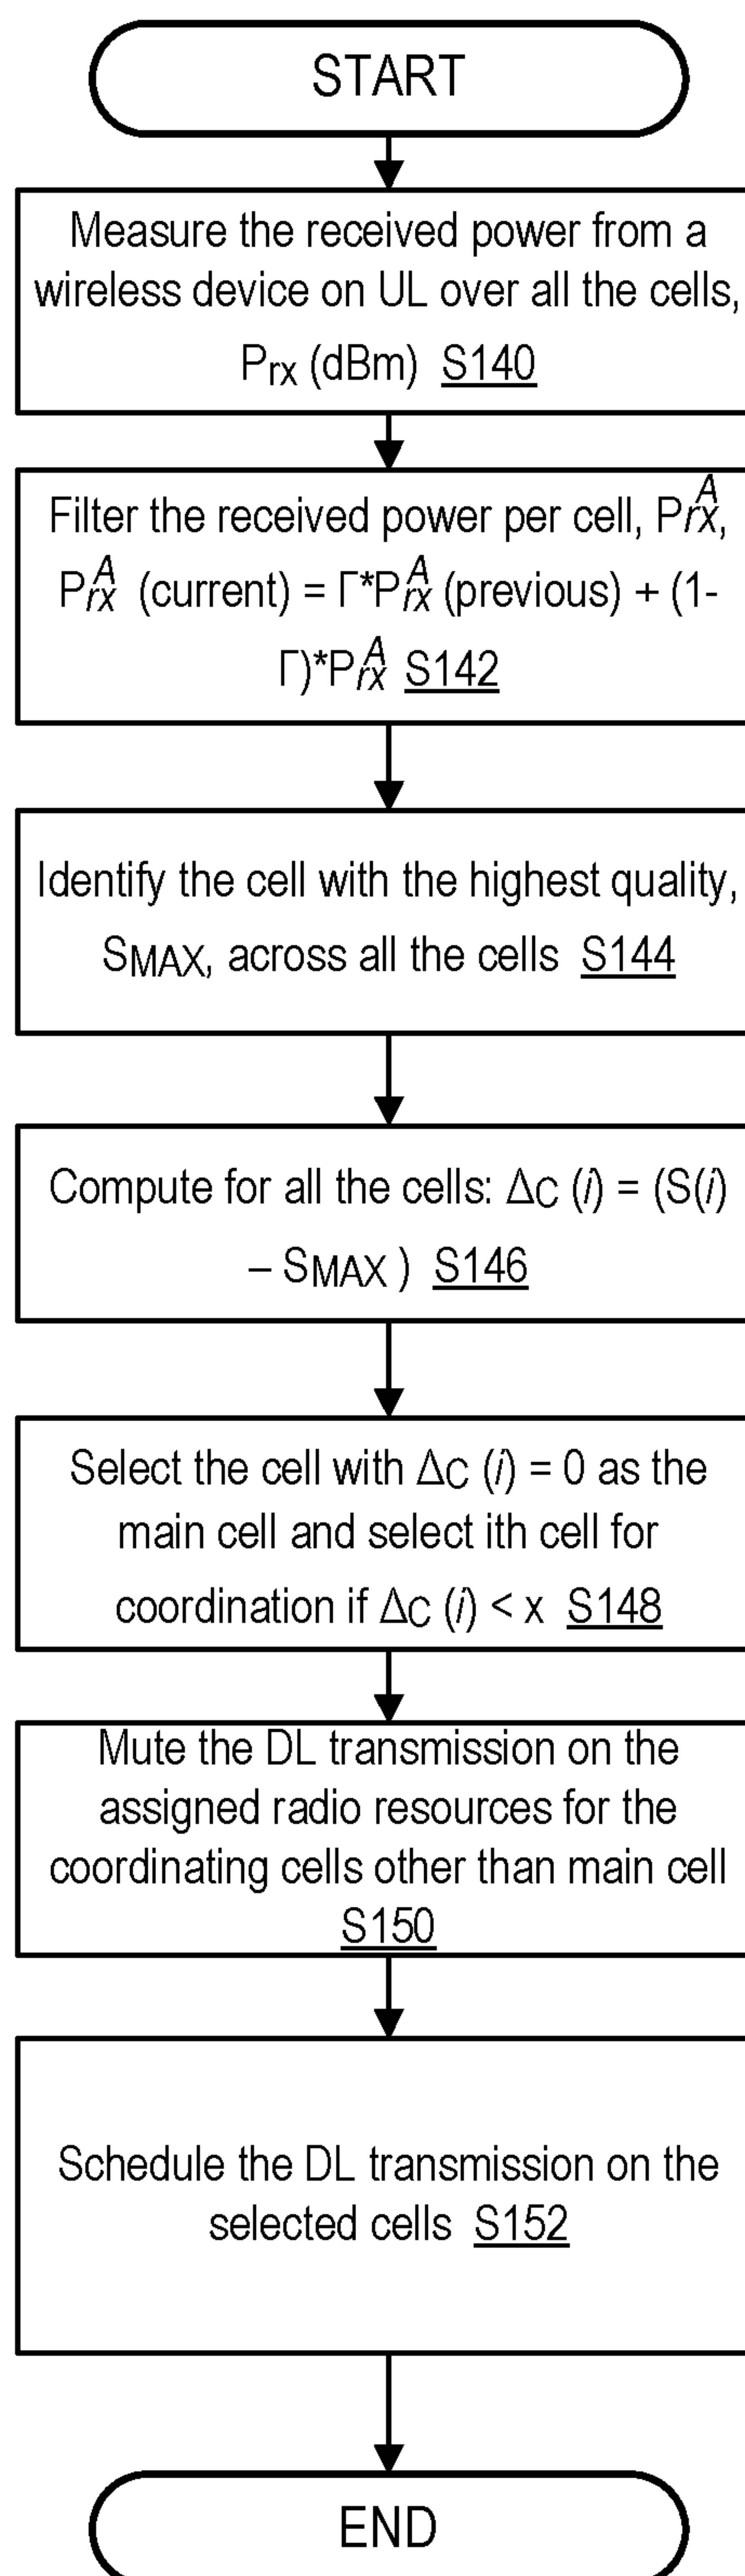 START
Measure the received power from a
wireless device on UL over all the cells,
Prx (dBm) S140
Filter the received power per cell, PrxA,
PrxA (current) = Γ*PrxA (previous) + (1-
Γ)*PrxA S142
Identify the cell with the highest quality,
SMAX, across all the cells S144
Compute for all the cells: ΔC (i) = (S(i)
– SMAX ) S146
Select the cell with ΔC (i) = 0 as the
main cell and select ith cell for
coordination if ΔC (i) < x S148
Mute the DL transmission on the
assigned radio resources for the
coordinating cells other than main cell
S150
Schedule the DL transmission on the
selected cells S152
END